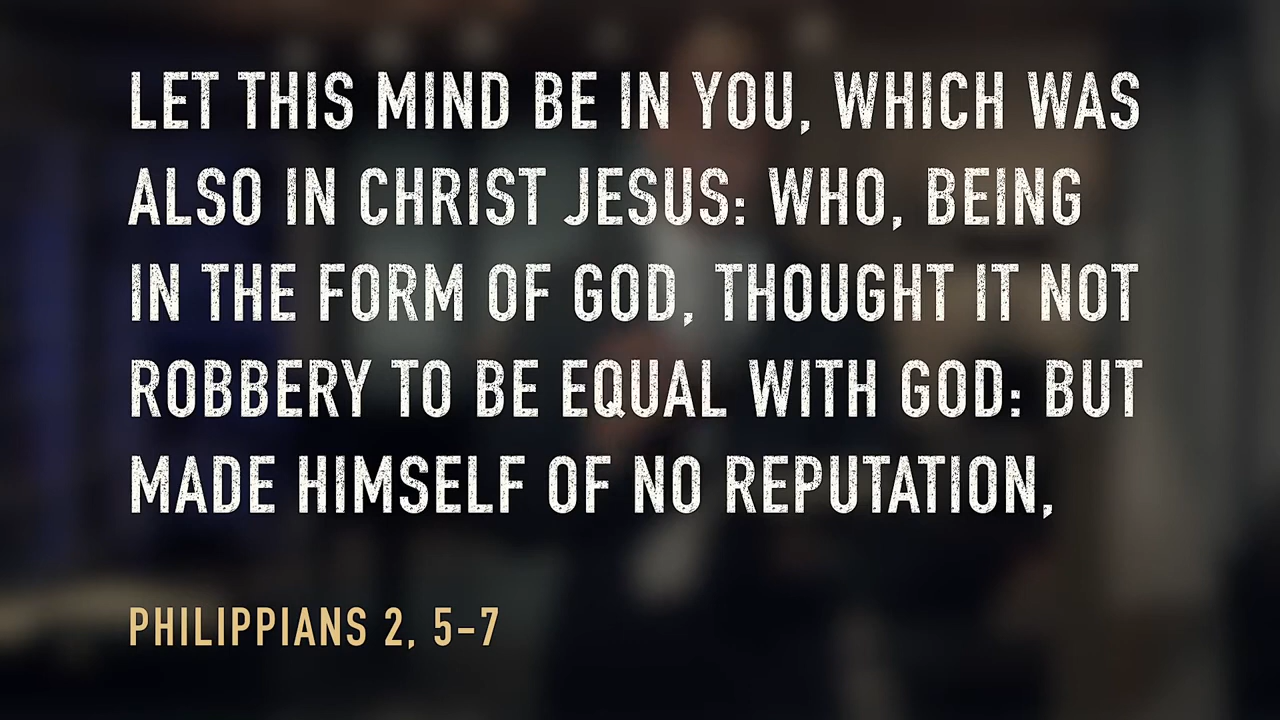 LET THIS MIND BE IN YOU, WHICH WAS
ALSO IN CHRIST JESUS: WHO, BEING
IN THE FORM OF GOD, THOUGHT IT NOT
ROBBERY TO BE EQUAL WITH GOD: BUT
MADE HIMSELF OF NO REPUTATION,
PHILIPPIANS 2, 5-7